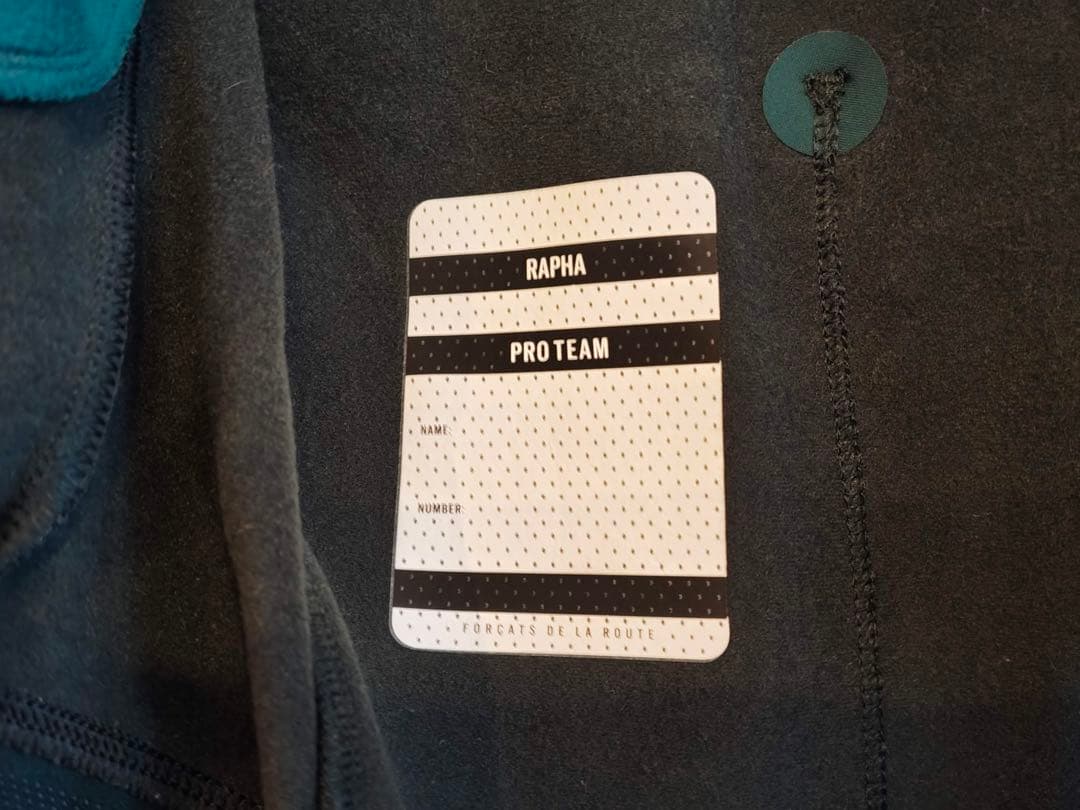 RAPHA
PRO TEAM
NAME:
NUMBER:
FORÇATS DE LA ROUTE